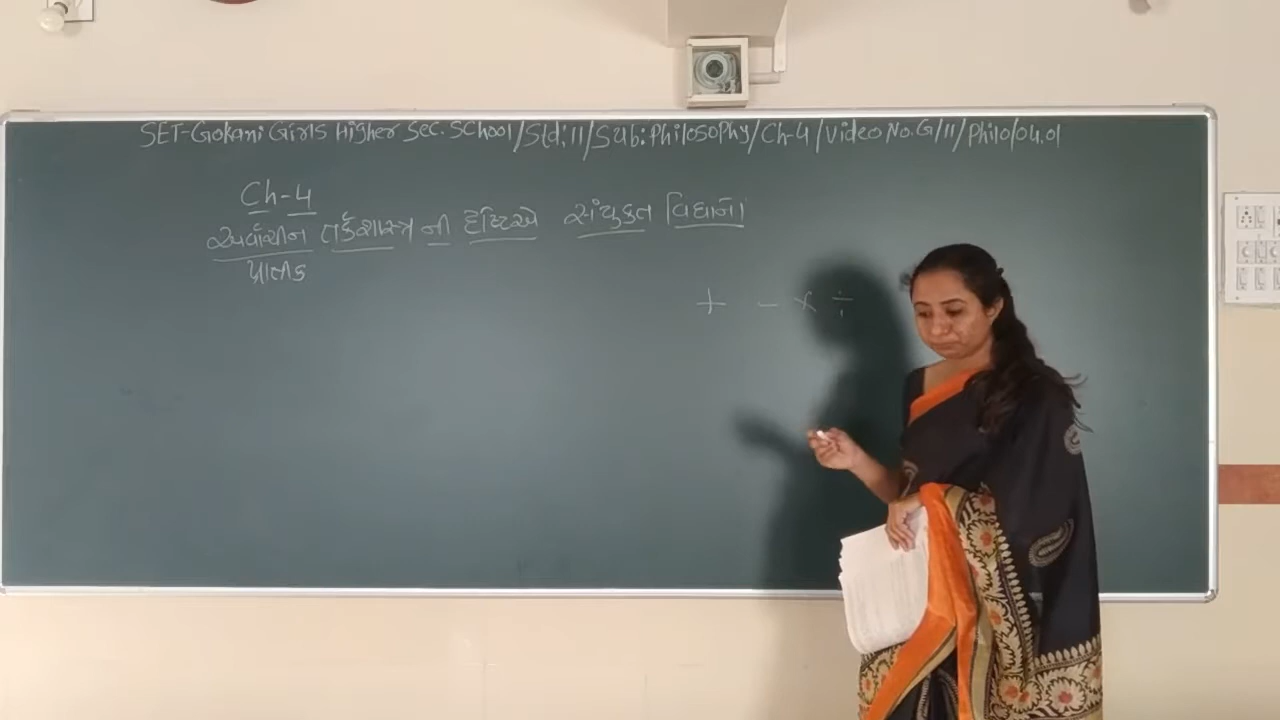 SET-Gokani Girls Higher Sec. School/Std:11/Sub:Philosophy/Ch-4/Video No.G/11/Philo/04.01
Ch-4
અર્વાચીન તર્કશાસ્ત્ર ની દૃષ્ટિએ સંયુક્ત વિધાનો
પ્રતીક
+ - × ÷